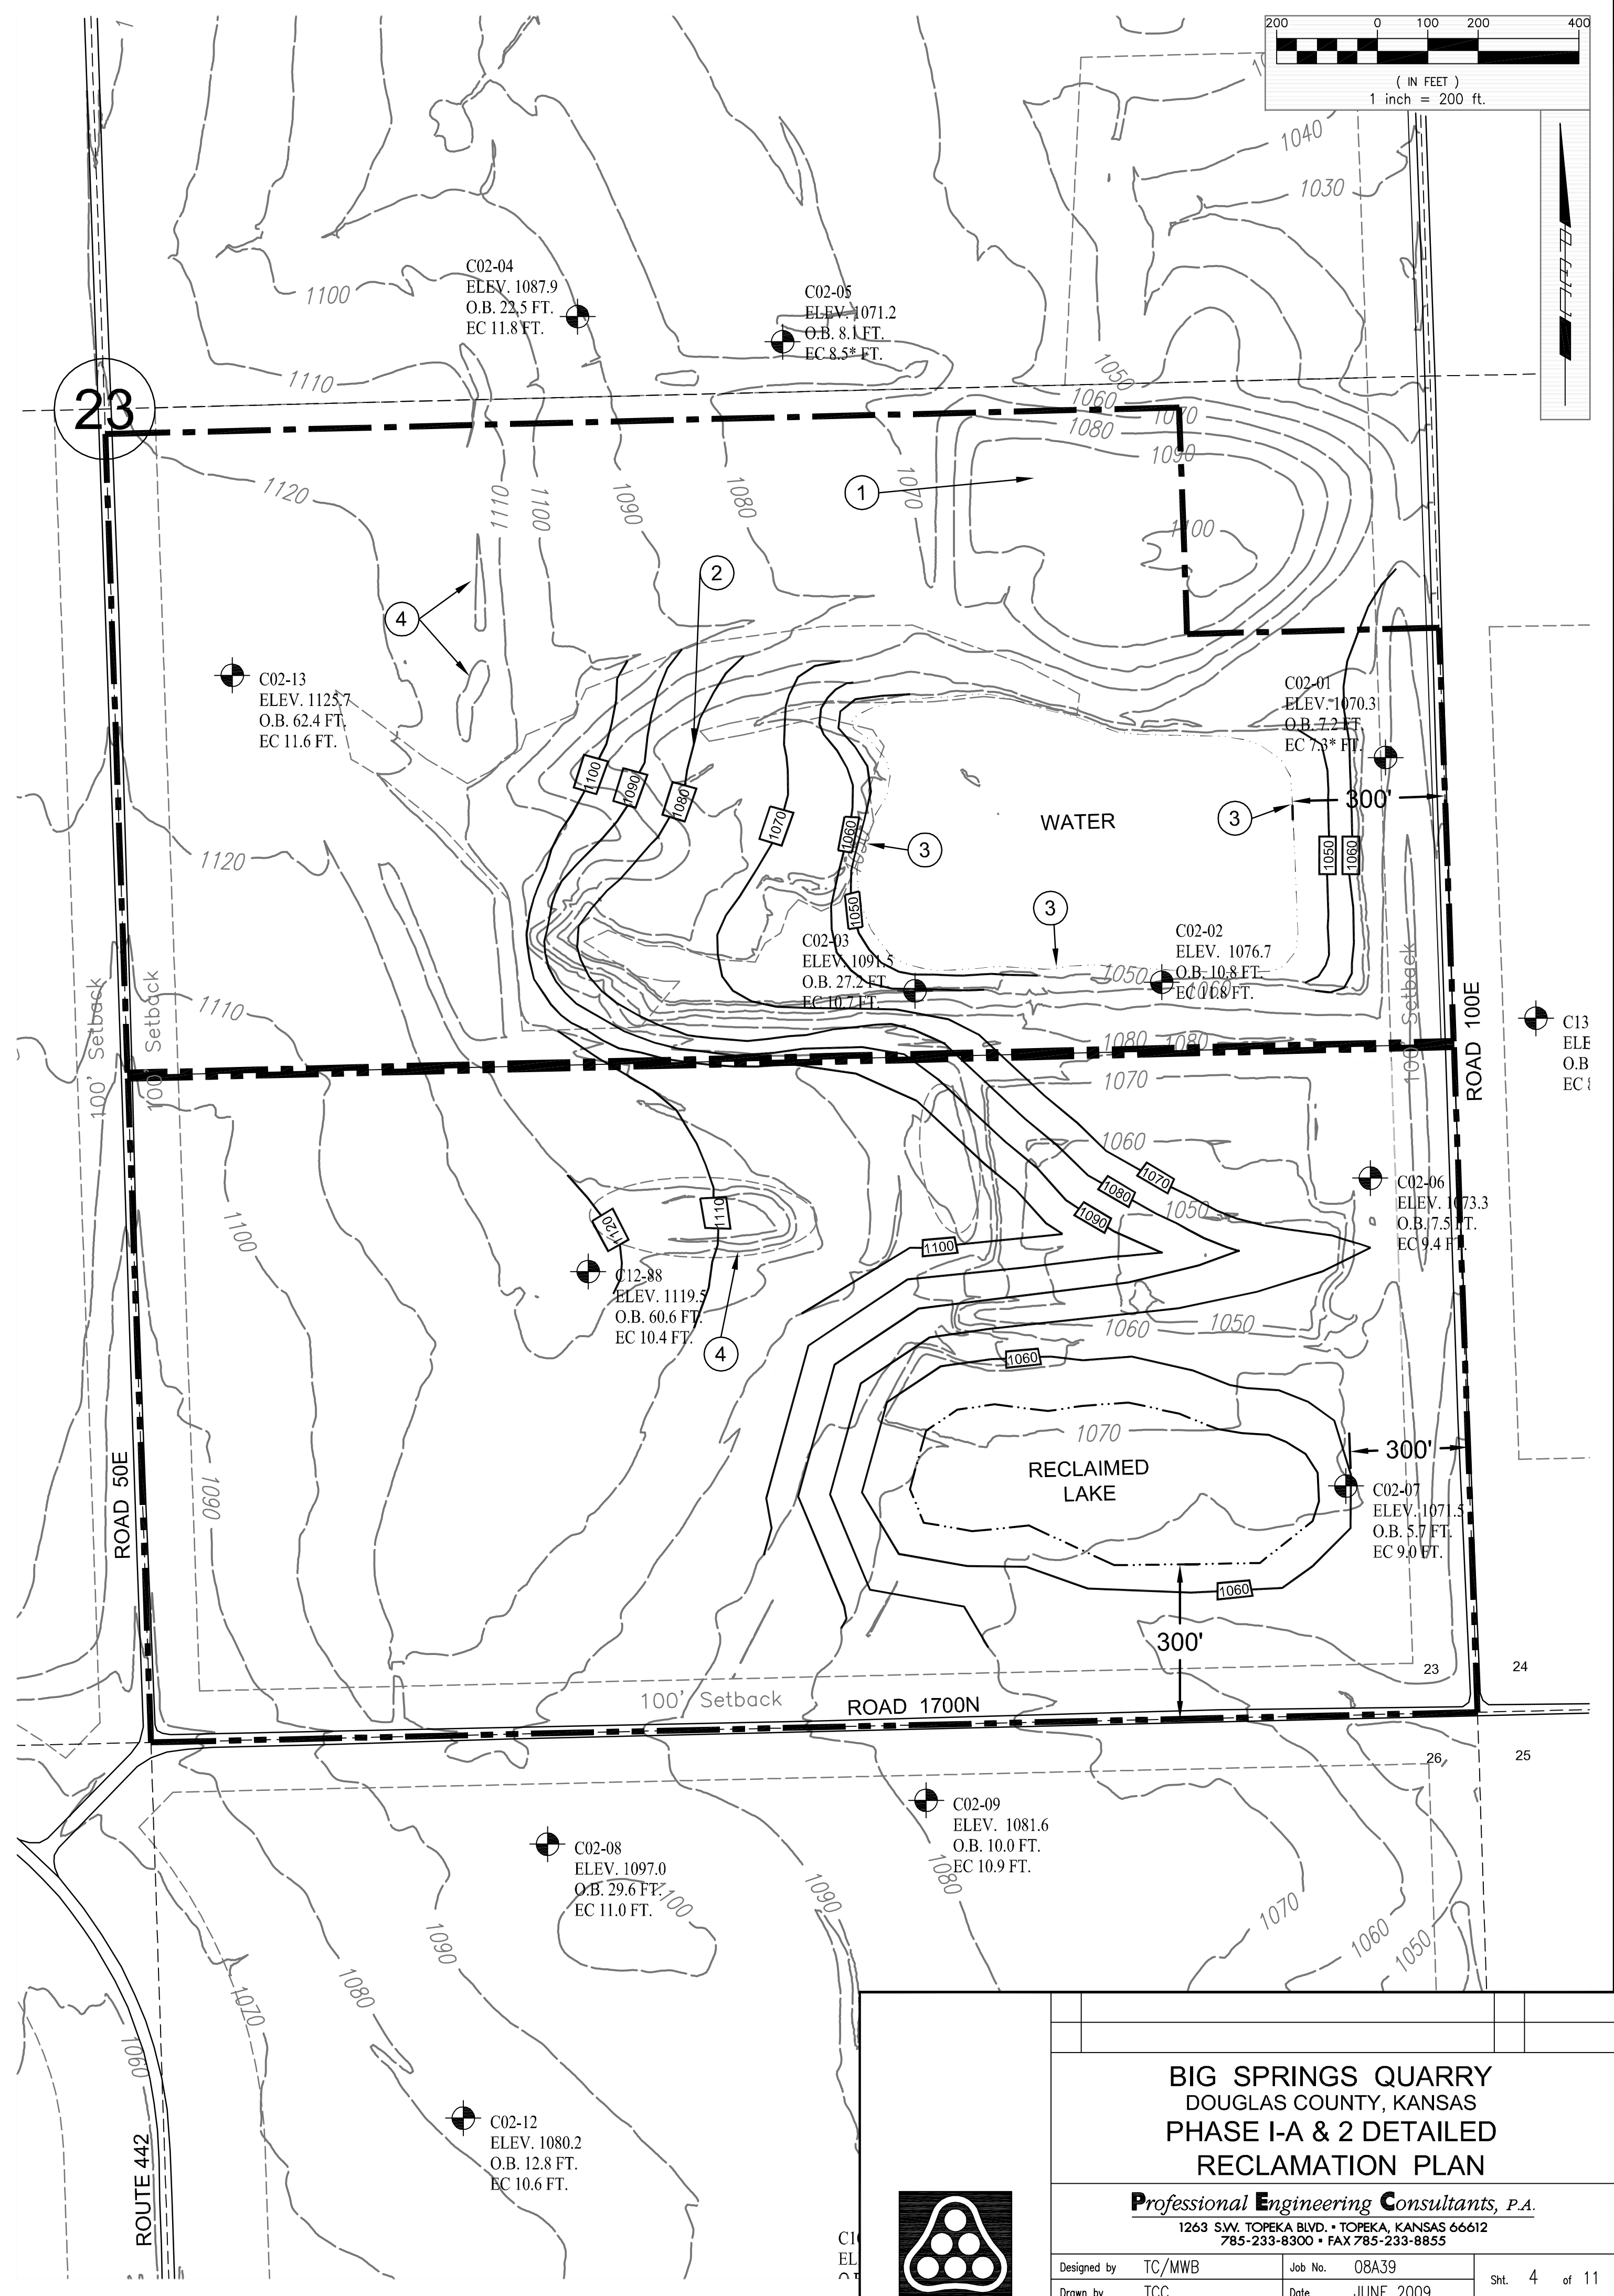 200 0 100 200 400
( IN FEET )
1 inch = 200 ft.
1040
1030
C02-04
ELEV. 1087.9
O.B. 22.5 FT.
EC 11.8 FT.
C02-05
ELEV. 1071.2
O.B. 8.1 FT.
EC 8.5* FT.
1100
1110
1050
23
1060
1070
1080
1090
1120
1110
1100
1090
1080
1070
1
1100
2
4
C02-13
ELEV. 1125.7
O.B. 62.4 FT.
EC 11.6 FT.
C02-01
ELEV. 1070.3
O.B. 7.2 FT.
EC 7.3* FT.
1100
1090
1080
1070
1060
1050
WATER
3
300'
3
1050
1060
1120
1050
3
C02-03
ELEV. 1091.5
O.B. 27.2 FT.
EC 10.7 FT.
C02-02
ELEV. 1076.7
O.B. 10.8 FT.
EC 11.8 FT.
1050
1060
100' Setback
100' Setback
1110
100' Setback
ROAD 100E
C13
ELE
O.B
EC
1080 1080
1070
1060
1070
1080
1090
1050
C02-06
ELEV. 1073.3
O.B. 7.5 FT.
EC 9.4 FT.
1100
1120
1110
1100
C12-88
ELEV. 1119.5
O.B. 60.6 FT.
EC 10.4 FT.
4
1060
1050
1060
1070
RECLAIMED
LAKE
300'
C02-07
ELEV. 1071.5
O.B. 5.7 FT.
EC 9.0 FT.
1090
ROAD 50E
1060
300'
100' Setback
ROAD 1700N
23
24
26
25
C02-09
ELEV. 1081.6
O.B. 10.0 FT.
EC 10.9 FT.
C02-08
ELEV. 1097.0
O.B. 29.6 FT.
EC 11.0 FT.
1100
1090
1080
1070
1060
1050
1090
1080
1070
1060
C02-12
ELEV. 1080.2
O.B. 12.8 FT.
EC 10.6 FT.
ROUTE 442
BIG SPRINGS QUARRY
DOUGLAS COUNTY, KANSAS
PHASE I-A & 2 DETAILED
RECLAMATION PLAN
Professional Engineering Consultants, P.A.
1263 S.W. TOPEKA BLVD. ▪ TOPEKA, KANSAS 66612
785-233-8300 ▪ FAX 785-233-8855
Designed by TC/MWB Job No. 08A39
Sht. 4 of 11
Drawn by TCC Date JUNE 2009